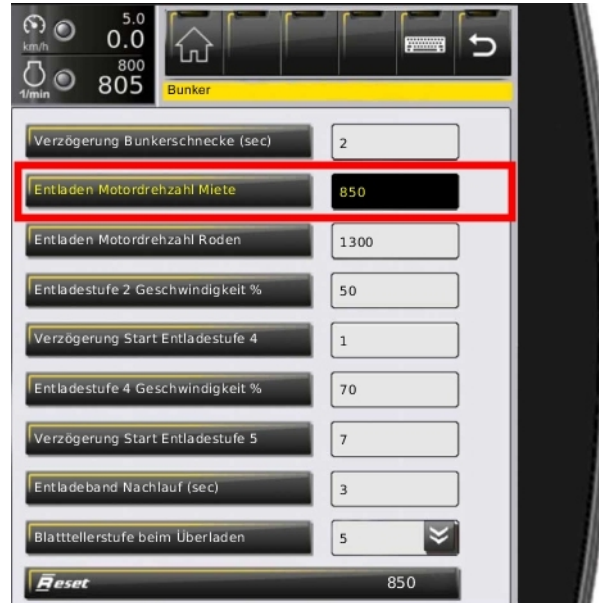 5.0
km/h 0.0
800
1/min 805
Bunker
Verzögerung Bunkerschnecke (sec) 2
Entladen Motordrehzahl Miete 850
Entladen Motordrehzahl Roden 1300
Entladestufe 2 Geschwindigkeit % 50
Verzögerung Start Entladestufe 4 1
Entladestufe 4 Geschwindigkeit % 70
Verzögerung Start Entladestufe 5 7
Entladeband Nachlauf (sec) 3
Blatttellerstufe beim Überladen 5
Reset 850